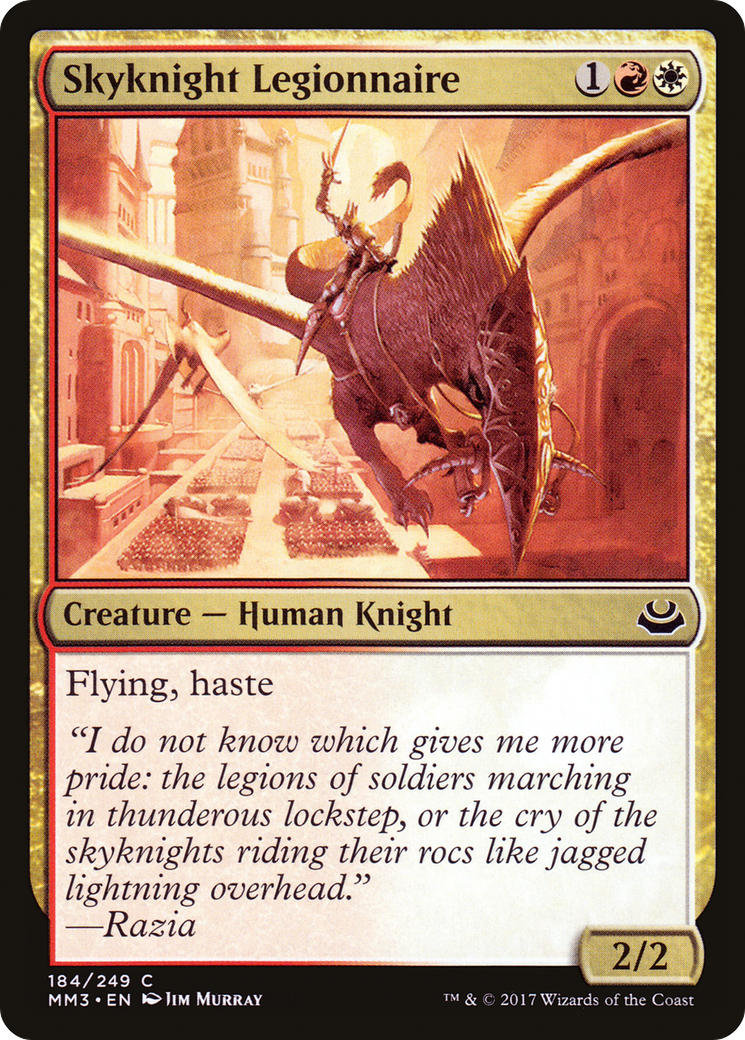 Skyknight Legionnaire 1
Creature — Human Knight
Flying, haste
“I do not know which gives me more
pride: the legions of soldiers marching
in thunderous lockstep, or the cry of the
skyknights riding their rocs like jagged
lightning overhead.”
—Razia
2/2
184/249 C
MM3 • EN Jim Murray
™ & © 2017 Wizards of the Coast